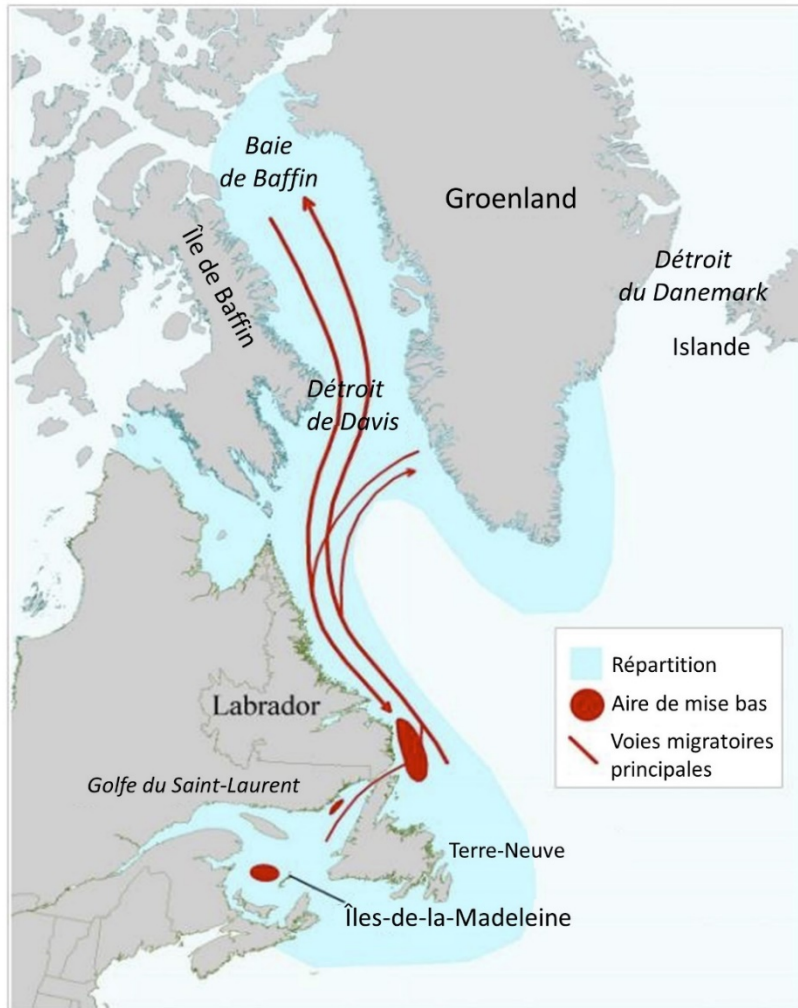 Baie
de Baffin
Groenland
Île de Baffin
Détroit
du Danemark
Islande
Détroit
de Davis
Répartition
Aire de mise bas
Voies migratoires
principales
Labrador
Golfe du Saint-Laurent
Terre-Neuve
Îles-de-la-Madeleine